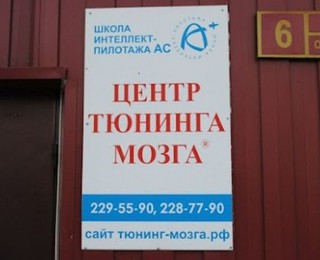 ШКОЛА
ИНТЕЛЛЕКТ-
ПИЛОТАЖА АС
ЦЕНТР
ТЮНИНГА
МОЗГА®
229-55-90, 228-77-90
сайт тюнинг-мозга.рф
6